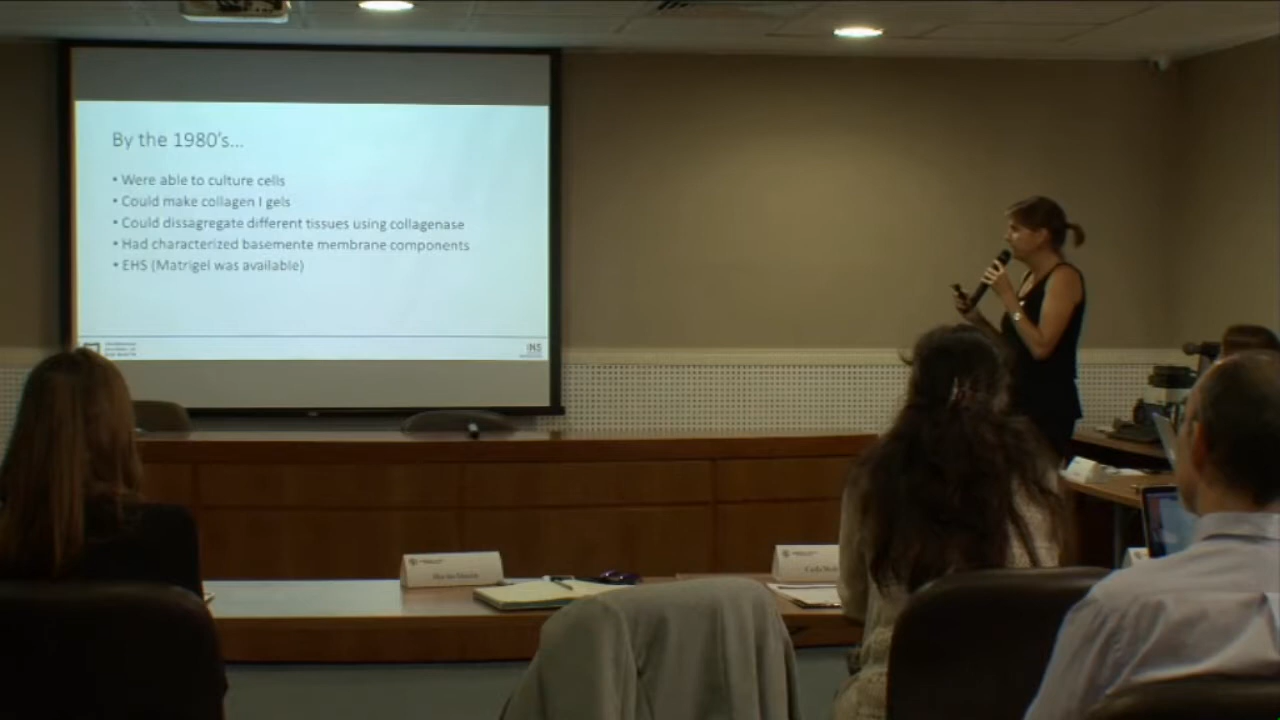 By the 1980's...
• Were able to culture cells
• Could make collagen I gels
• Could dissagregate different tissues using collagenase
• Had characterized basemente membrane components
• EHS (Matrigel was available)
INS